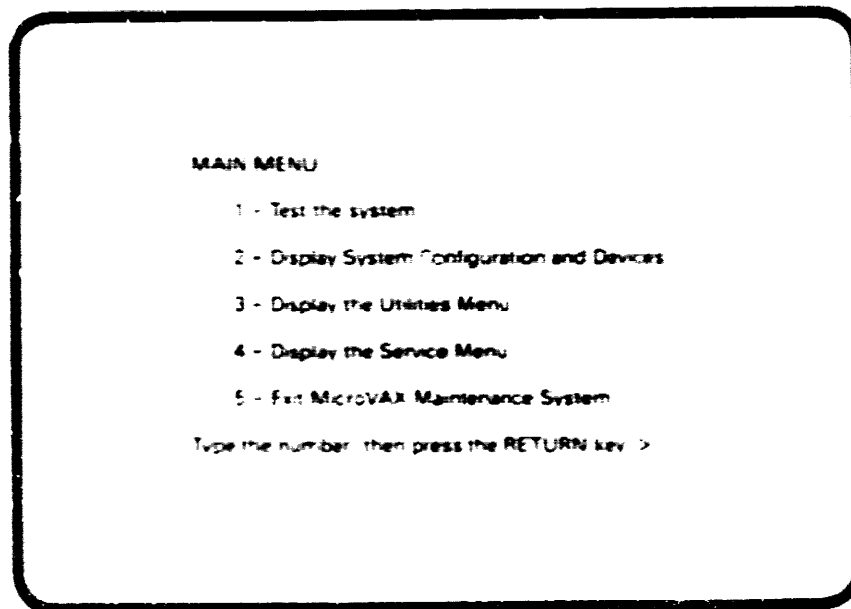 MAIN MENU
1 - Test the system
2 - Display System Configuration and Devices
3 - Display the Utilities Menu
4 - Display the Service Menu
5 - Exit MicroVAX Maintenance System
Type the number, then press the RETURN key. >